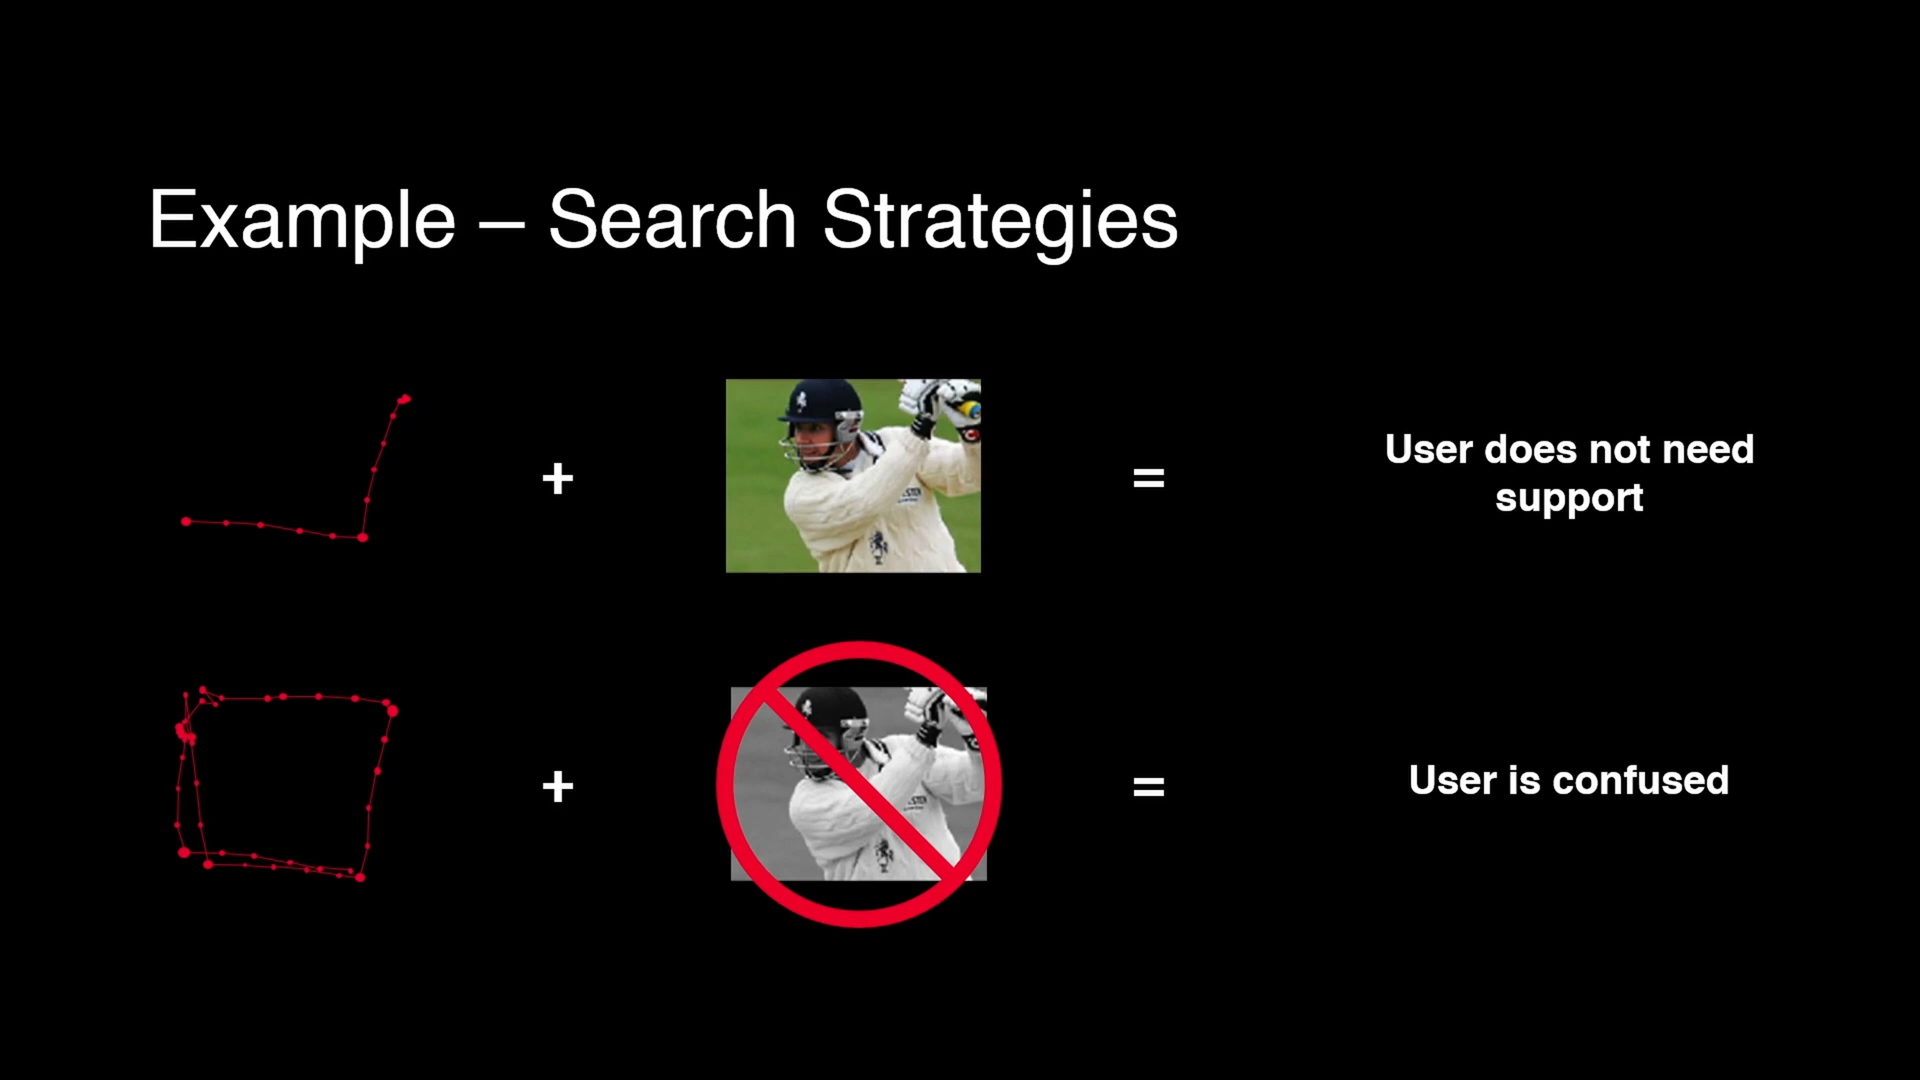 Example – Search Strategies
+
=
User does not need
support
+
=
User is confused